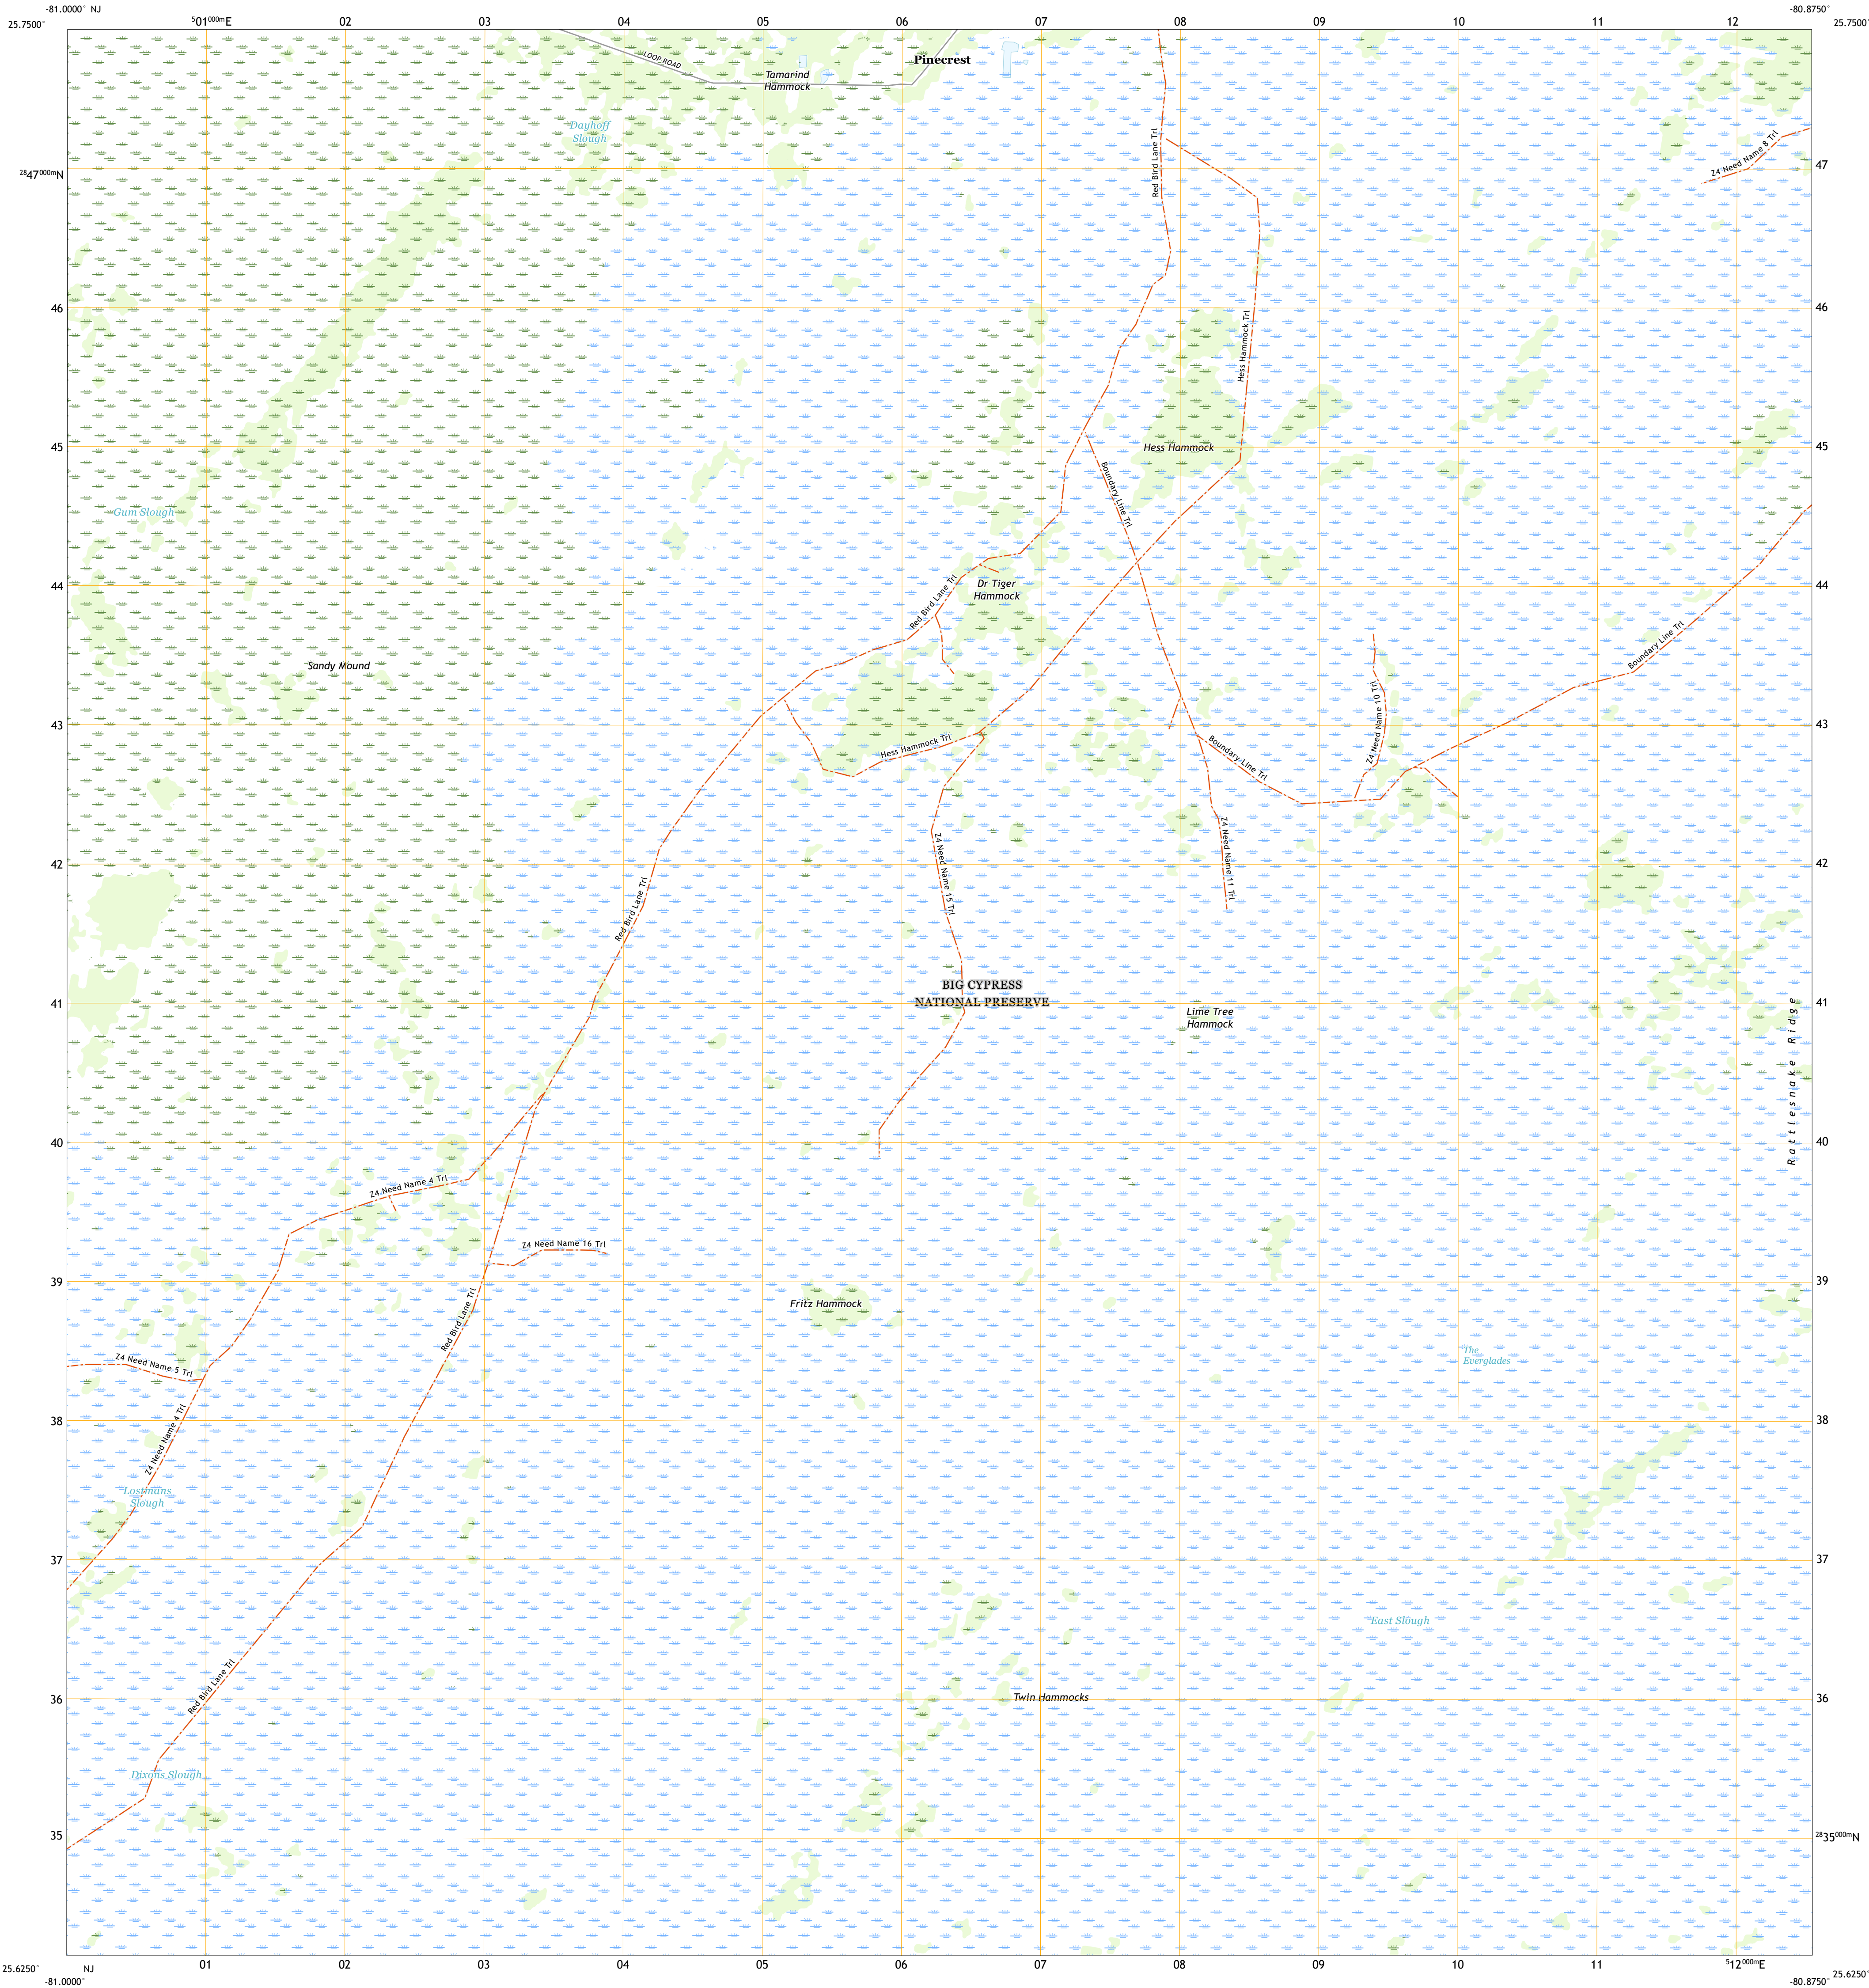 -81.0000° NJ
-80.8750°
25.7500°
⁵01⁰⁰⁰ᵐE
02
03
04
05
06
07
08
09
10
11
12
25.7500°
LOOP ROAD
Pinecrest
Tamarind
Hammock
Dayhoff
Slough
Red Bird Lane Trl
Z4 Need Name 8 Trl
²⁸47⁰⁰⁰ᵐN
47
46
46
Hess Hammock Trl
45
45
Hess Hammock
Boundary Line Trl
Gum Slough
44
44
Dr Tiger
Hammock
Red Bird Lane Trl
Boundary Line Trl
Sandy Mound
Z4 Need Name 10 Trl
43
43
Hess Hammock Trl
Boundary Line Trl
42
42
Z4 Need Name 15 Trl
Z4 Need Name 11 Trl
Red Bird Lane Trl
BIG CYPRESS
NATIONAL PRESERVE
41
41
Lime Tree
Hammock
Rattlesnake Ridge
40
40
Z4 Need Name 4 Trl
Z4 Need Name 16 Trl
39
39
Red Bird Lane Trl
Fritz Hammock
The
Everglades
Z4 Need Name 5 Trl
38
38
Z4 Need Name 4 Trl
Lostmans
Slough
37
37
East Slough
Red Bird Lane Trl
36
36
Twin Hammocks
Dixons Slough
35
²⁸35⁰⁰⁰ᵐN
25.6250°
NJ
01
02
03
04
05
06
07
08
09
10
11
⁵12⁰⁰⁰ᵐE
25.6250°
-81.0000°
-80.8750°